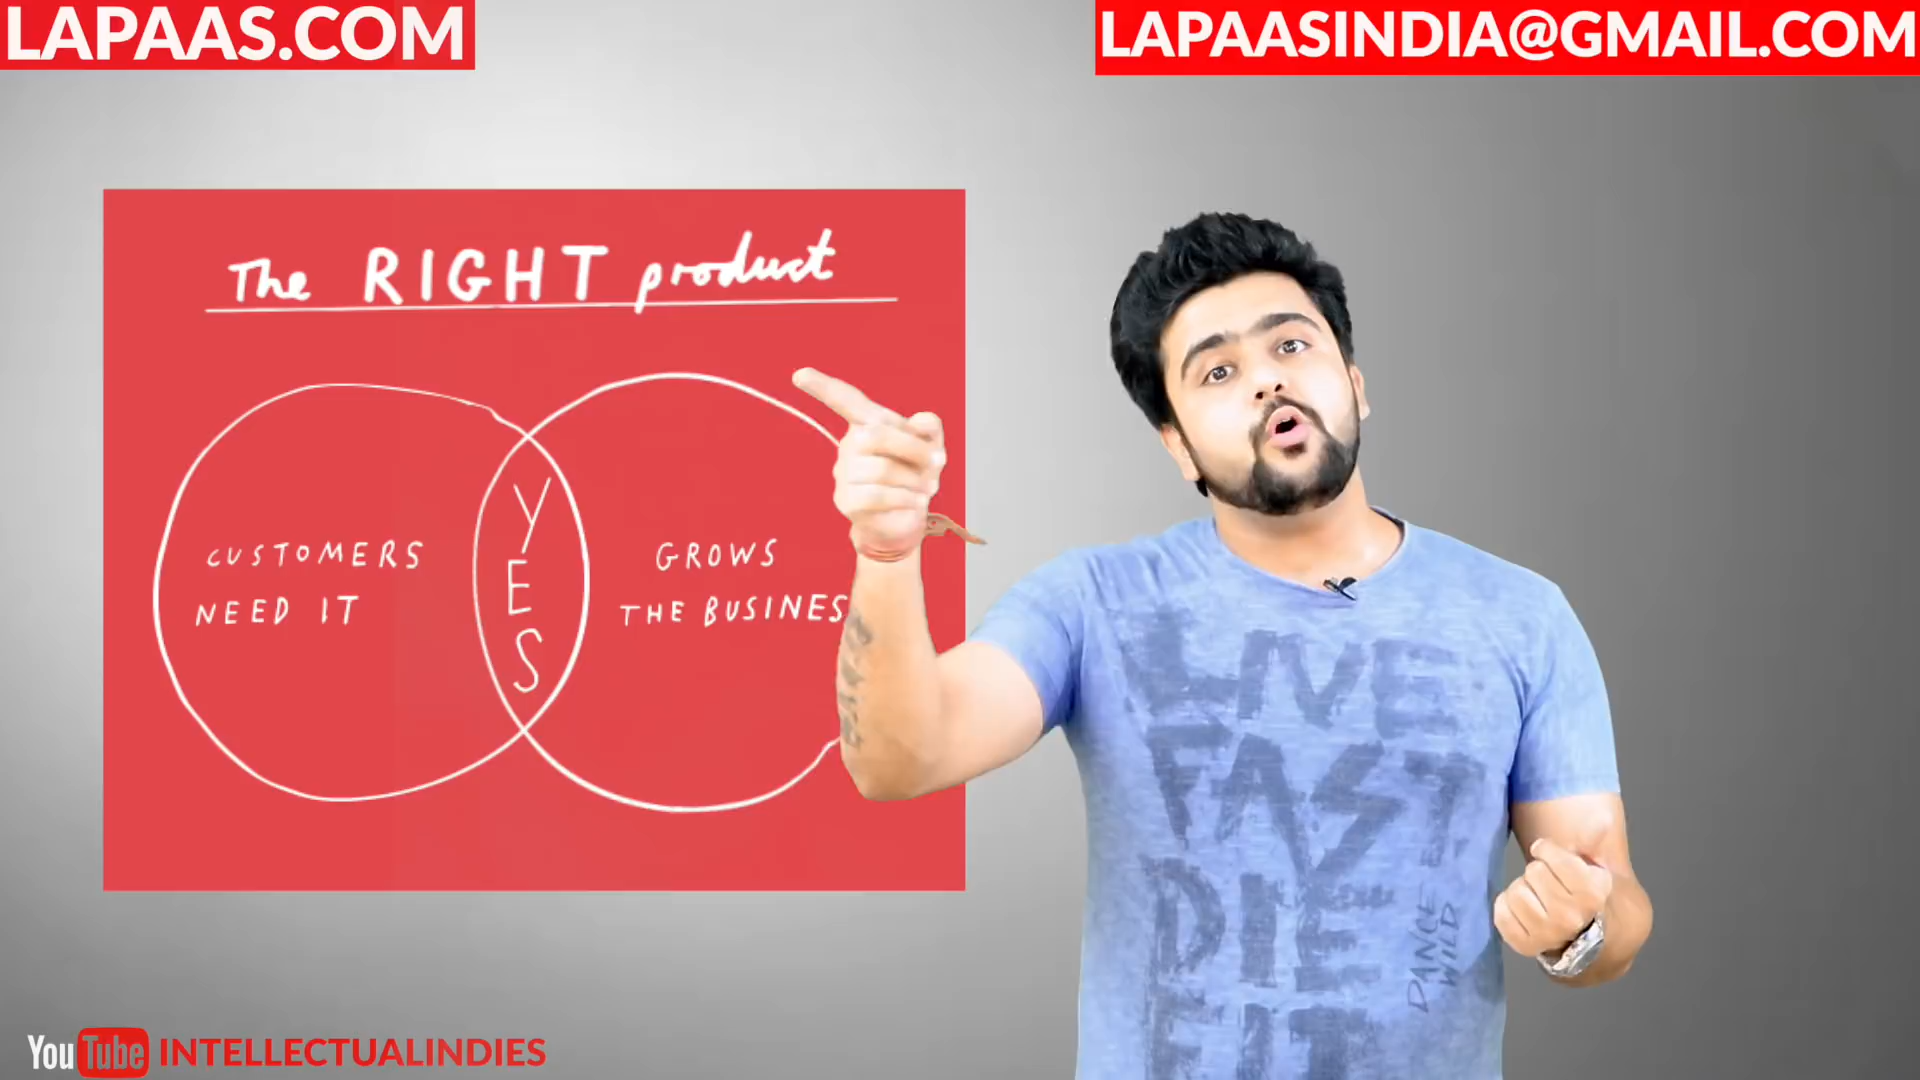 LAPAAS.COM
LAPAASINDIA@GMAIL.COM
The RIGHT product
CUSTOMERS
NEED IT
YES
GROWS
THE BUSINES
LIVE
FAST
DIE
FIT
DANCE
WILD
YouTube INTELLECTUALINDIES